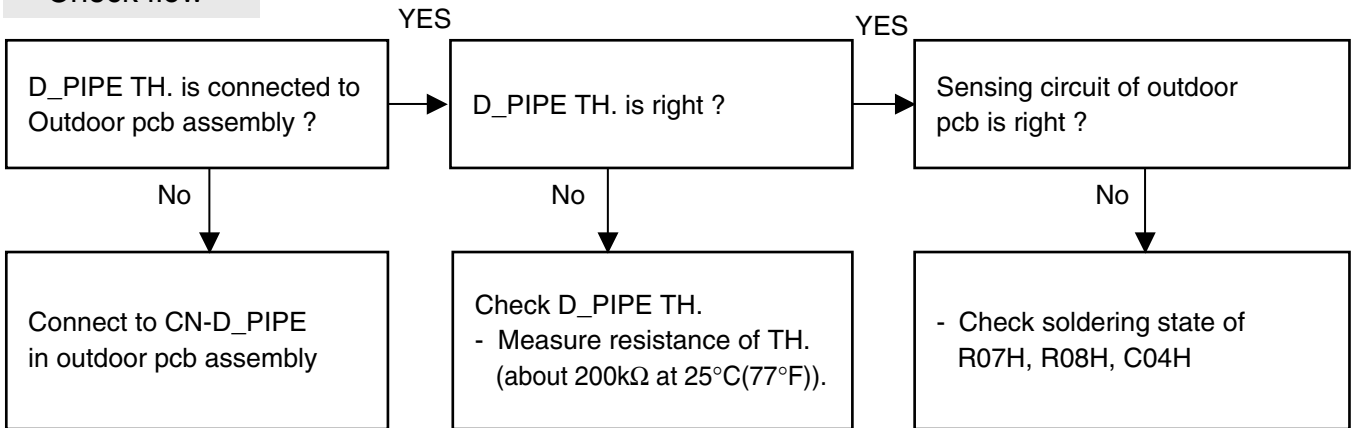 YES
YES
D_PIPE TH. is connected to
Outdoor pcb assembly ?
D_PIPE TH. is right ?
Sensing circuit of outdoor
pcb is right ?
No
No
No
Connect to CN-D_PIPE
in outdoor pcb assembly
Check D_PIPE TH.
- Measure resistance of TH.
(about 200kΩ at 25°C(77°F)).
- Check soldering state of
R07H, R08H, C04H